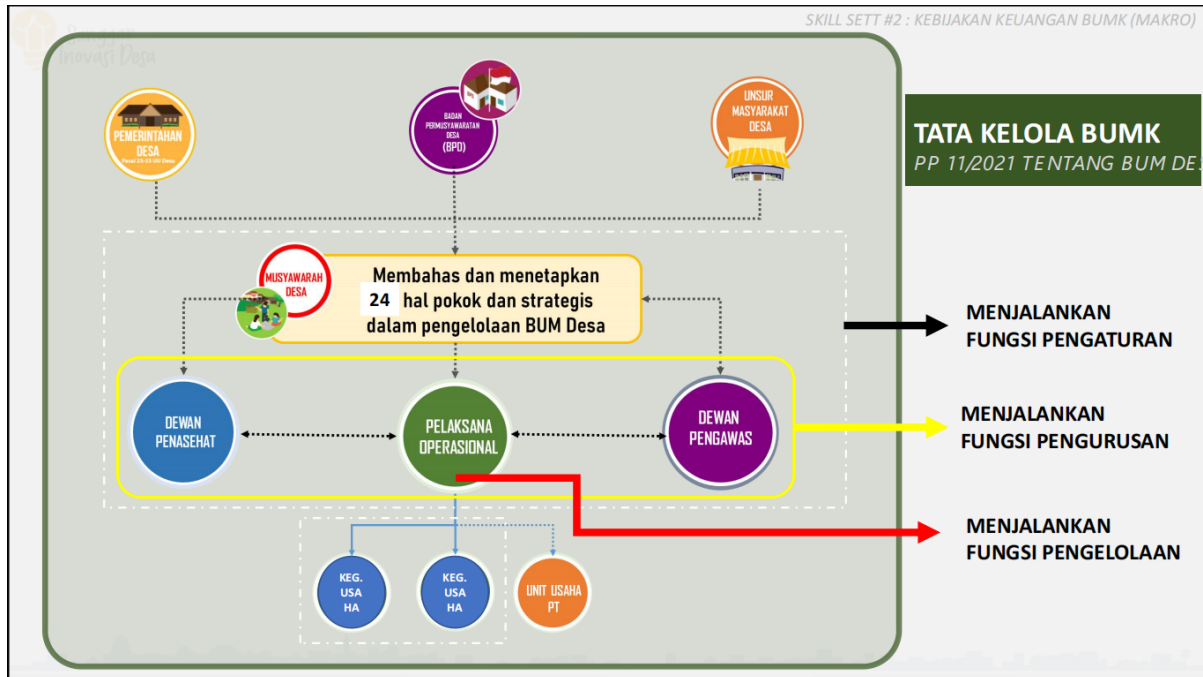 SKILL SETT #2 : KEBIJAKAN KEUANGAN BUMK (MAKRO)
Inovasi Desa
PEMERINTAHAN
DESA
BADAN
PERMUSYAWARATAN
DESA
(BPD)
UNSUR
MASYARAKAT
DESA
TATA KELOLA BUMK
PP 11/2021 TENTANG BUM DE
MUSYAWARAH
DESA
Membahas dan menetapkan
24 hal pokok dan strategis
dalam pengelolaan BUM Desa
MENJALANKAN
FUNGSI PENGATURAN
DEWAN
PENASEHAT
PELAKSANA
OPERASIONAL
DEWAN
PENGAWAS
MENJALANKAN
FUNGSI PENGURUSAN
MENJALANKAN
FUNGSI PENGELOLAAN
KEG.
USA
HA
KEG.
USA
HA
UNIT USAHA
PT